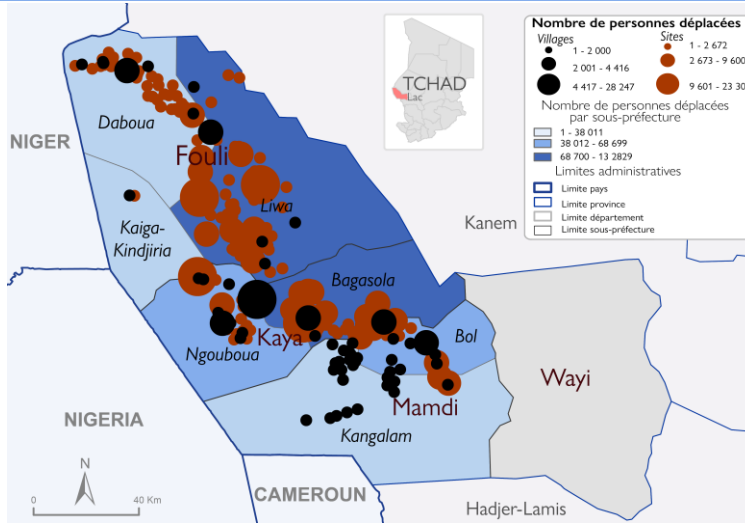 Nombre de personnes déplacées
Villages
Sites
1 - 2 000
1 - 2 672
2 001 - 4 416
2 673 - 9 600
4 417 - 28 247
9 601 - 23 30
Nombre de personnes déplacées
par sous-préfecture
1 - 38 011
38 012 - 68 699
68 700 - 13 2829
Limites administratives
Limite pays
Limite province
Limite département
Limite sous-préfecture
TCHAD
Lac
Daboua
NIGER
Fouli
Liwa
Kanem
Kaiga-
Kindjiria
Bagasola
Bol
Kaya
Ngouboua
Wayi
Mamdi
NIGERIA
Kangalam
N
0
40 Km
CAMEROUN
Hadjer-Lamis